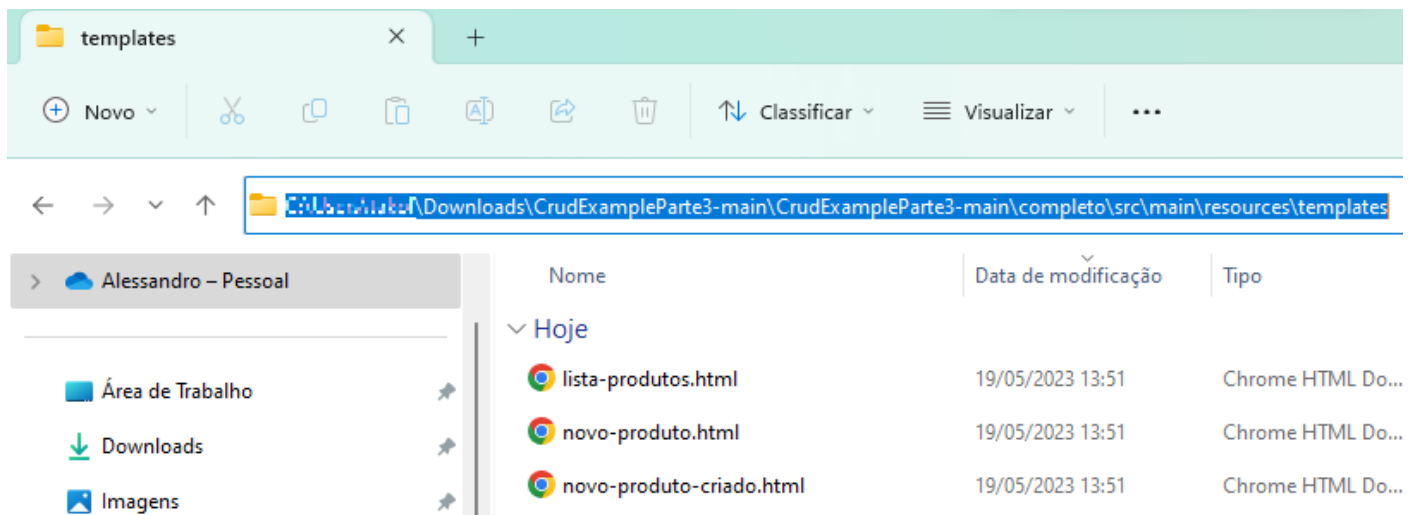 templates
Novo
Classificar
Visualizar
\Downloads\CrudExampleParte3-main\CrudExampleParte3-main\completo\src\main\resources\templates
Alessandro – Pessoal
Nome
Data de modificação
Tipo
Hoje
lista-produtos.html
19/05/2023 13:51
Chrome HTML Do...
Área de Trabalho
novo-produto.html
19/05/2023 13:51
Chrome HTML Do...
Downloads
novo-produto-criado.html
19/05/2023 13:51
Chrome HTML Do...
Imagens